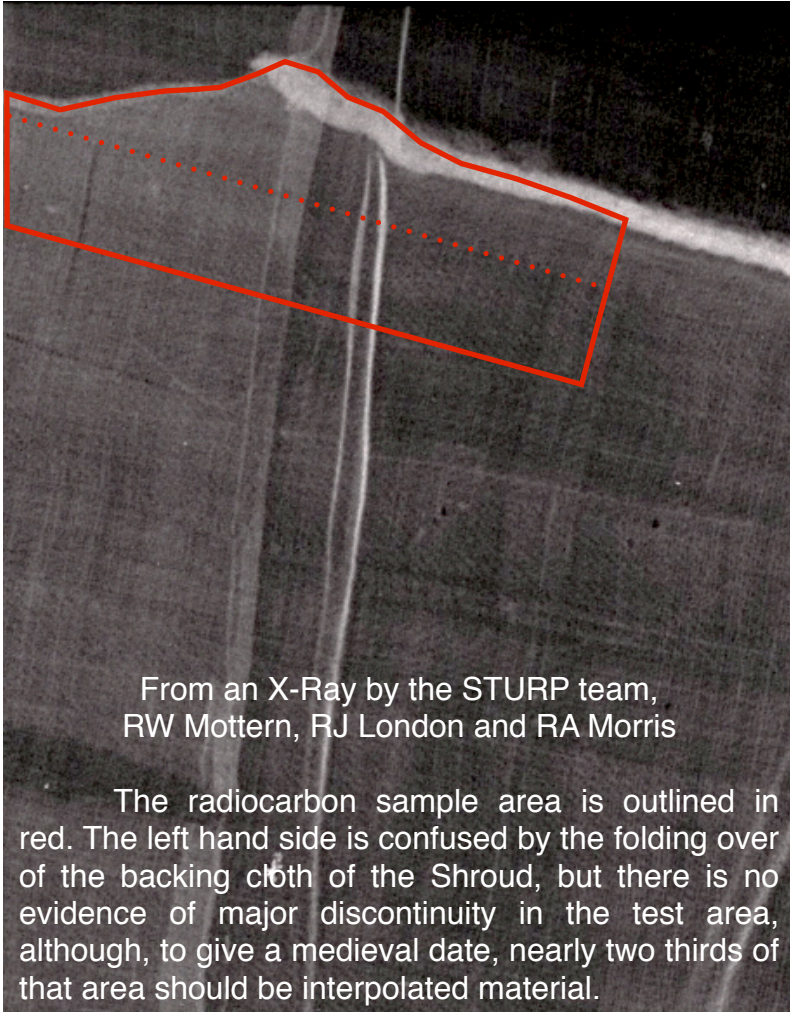 From an X-Ray by the STURP team,
RW Mottern, RJ London and RA Morris
The radiocarbon sample area is outlined in
red. The left hand side is confused by the folding over
of the backing cloth of the Shroud, but there is no
evidence of major discontinuity in the test area,
although, to give a medieval date, nearly two thirds of
that area should be interpolated material.